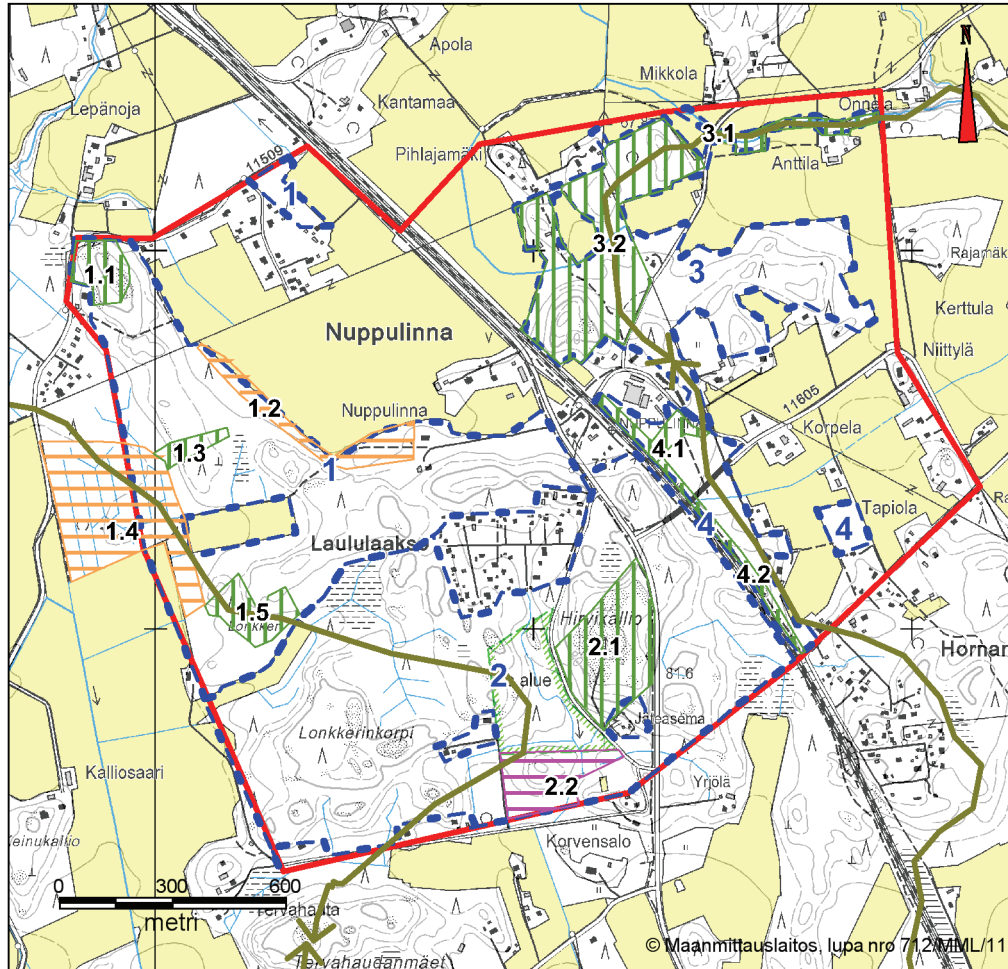 Apola
N
Mikkola
Kantamaa
Onnela
Lepänoja
3.1
11509
Pihlajamäki
Anttila
1
3.2
1.1
3
Rajamäk
Kerttula
Nuppulinna
Niittylä
1.2
Nuppulinna
11605
Korpela
1.3
4.1
1
Tapiola
1.4
4
4
Laululaakso
4.2
1.5
Hirvikallio
2.1
Hornan
2
alue
81.6
Lonkkerinkorpi
Jäteasema
Kalliosaari
2.2
Yrjölä
Korvensalo
0 300 600
metri
Tervahauta
Tervahaudanmäet
© Maanmittauslaitos, lupa nro 712/MML/11